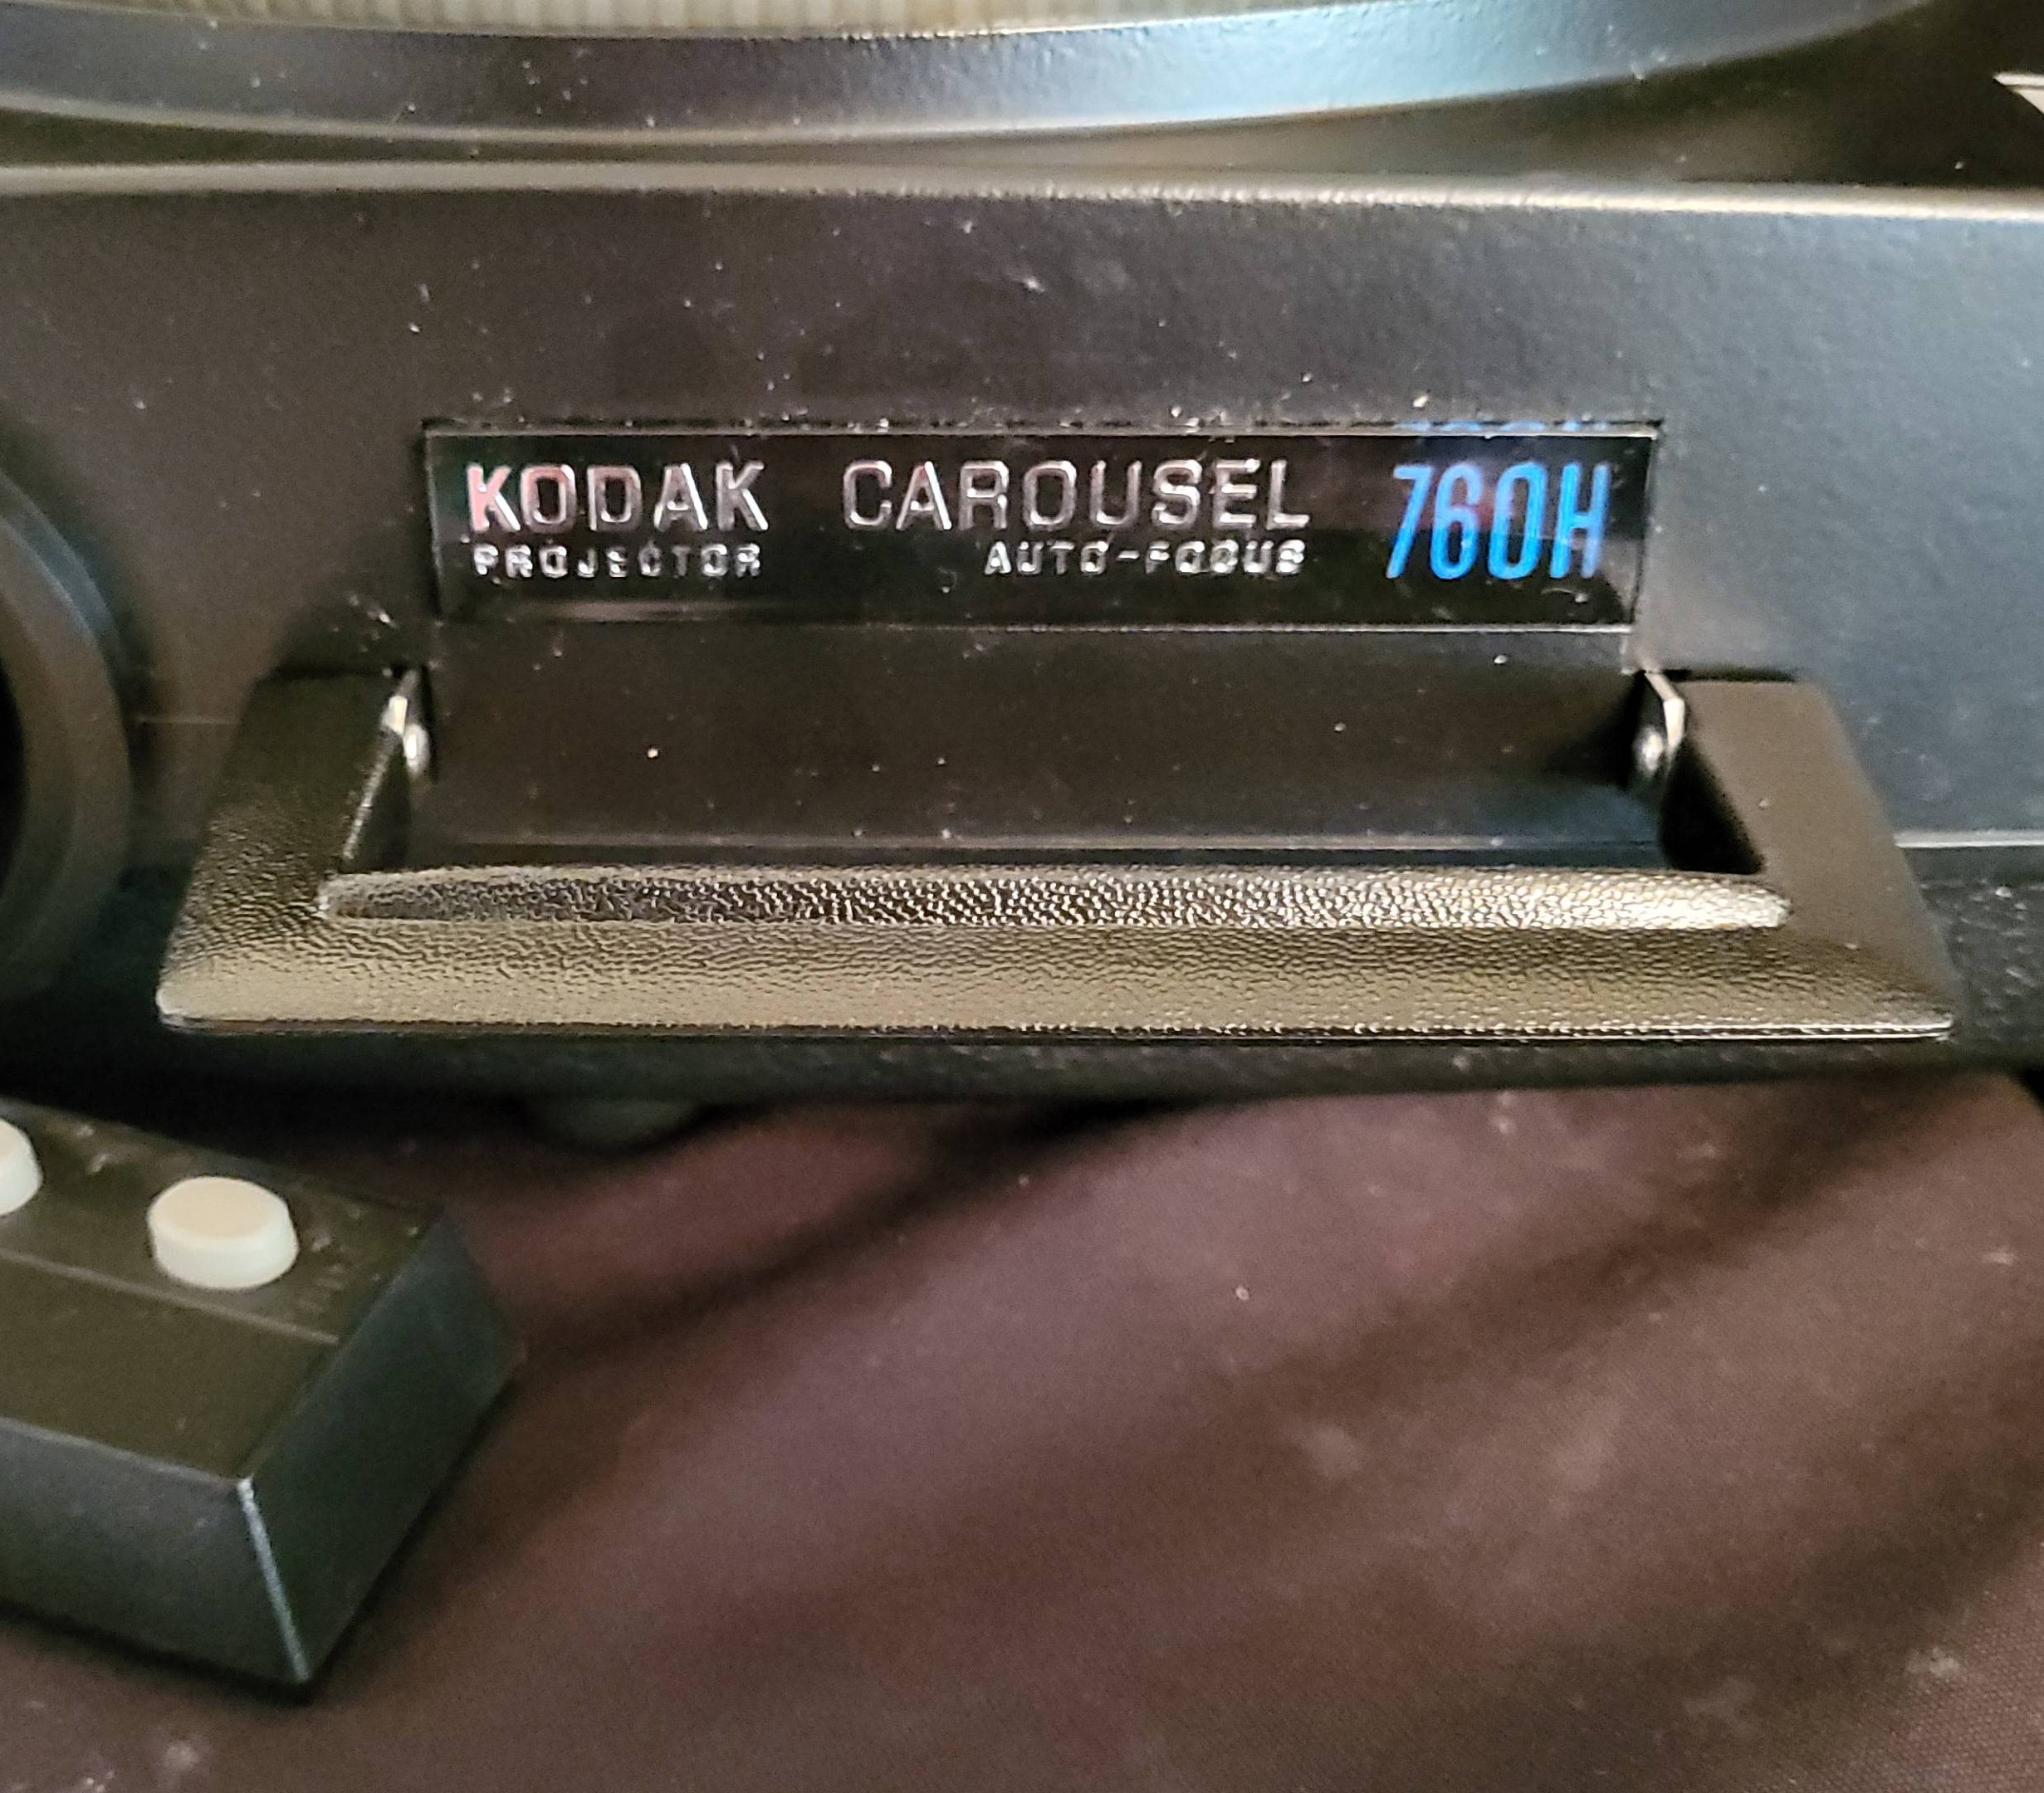 KODAK CAROUSEL 760H
PROJECTOR AUTO-FOCUS